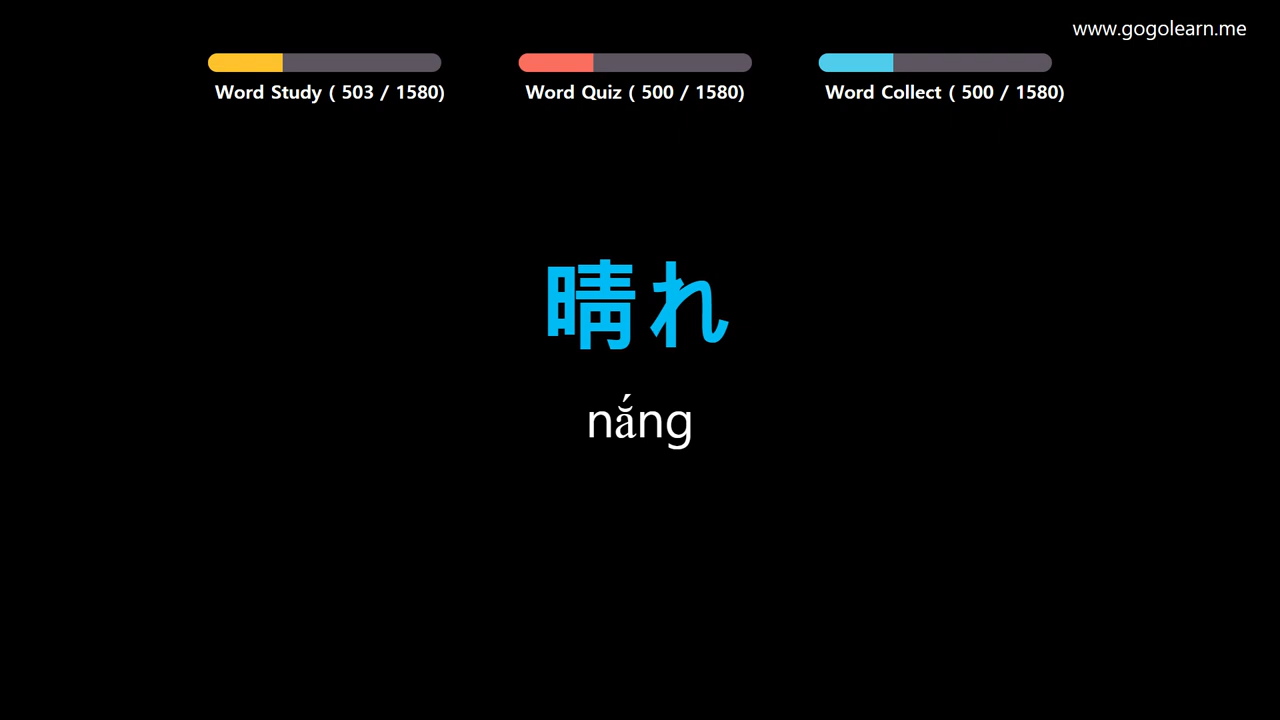 www.gogolearn.me
Word Study ( 503 / 1580)
Word Quiz ( 500 / 1580)
Word Collect ( 500 / 1580)
晴れ
nắng